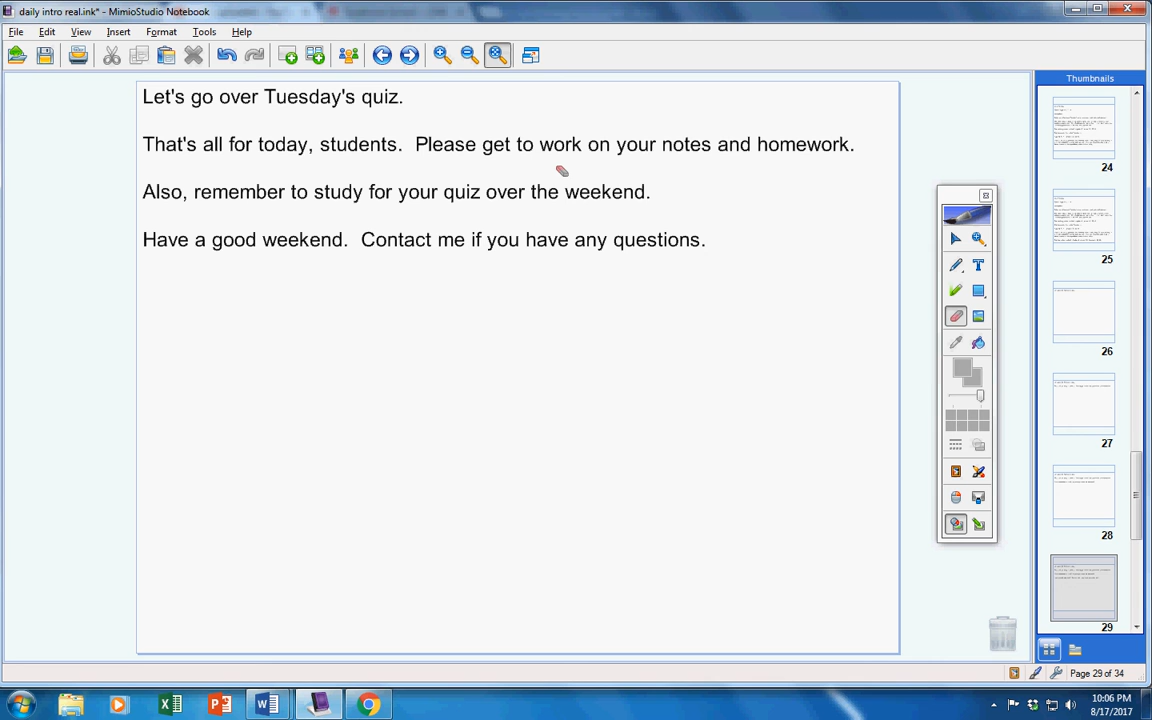 daily intro real.ink* - MimioStudio Notebook
File Edit View Insert Format Tools Help
Let's go over Tuesday's quiz.
That's all for today, students. Please get to work on your notes and homework.
Also, remember to study for your quiz over the weekend.
Have a good weekend. Contact me if you have any questions.
Thumbnails
24
25
26
27
28
29
Page 29 of 34
10:06 PM
8/17/2017